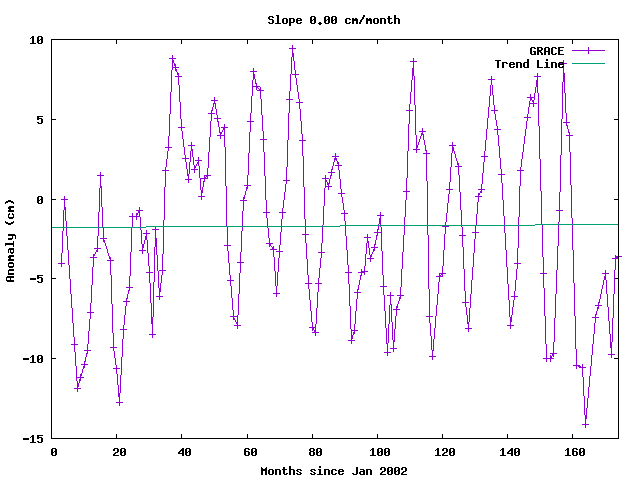 Slope 0.00 cm/month
GRACE
Trend Line
10
5
0
-5
-10
-15
Anomaly (cm)
0 20 40 60 80 100 120 140 160
Months since Jan 2002